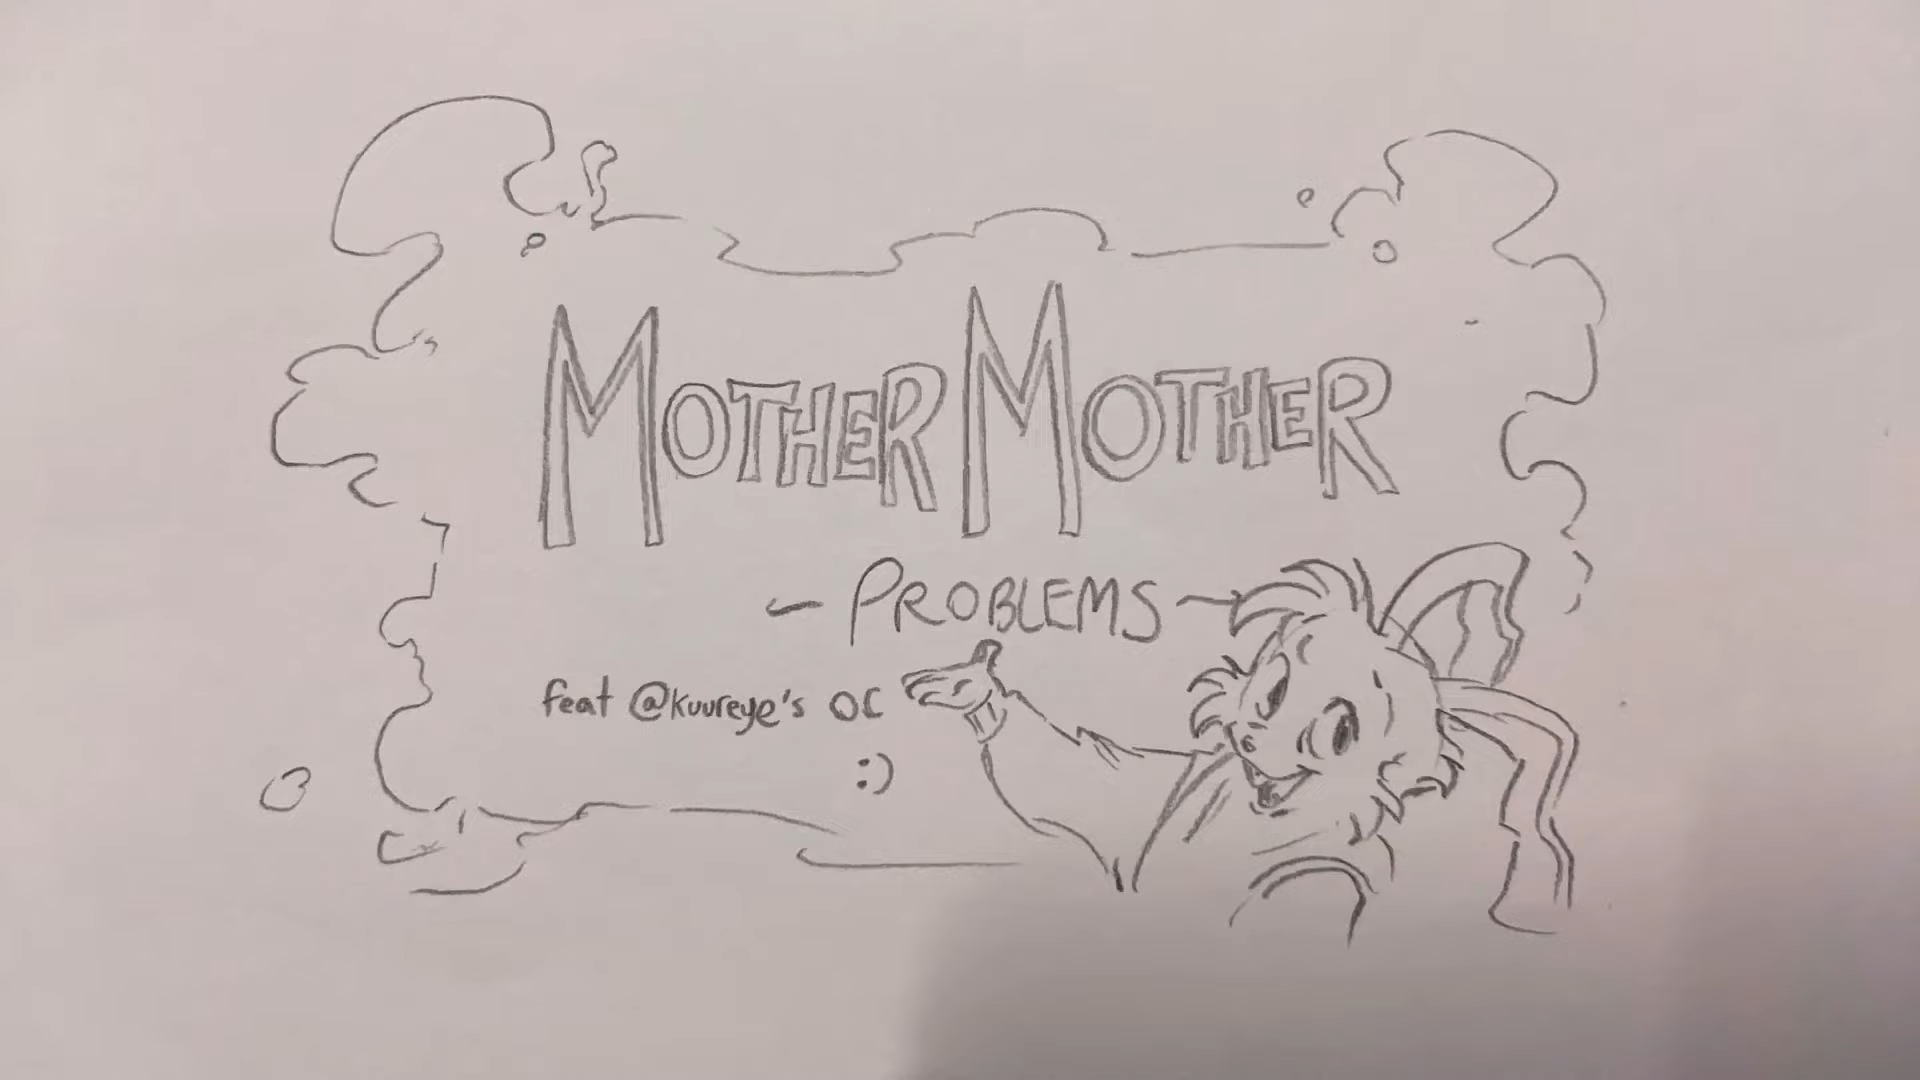 MOTHER MOTHER
- PROBLEMS -
feat @kuureye's OC
:)